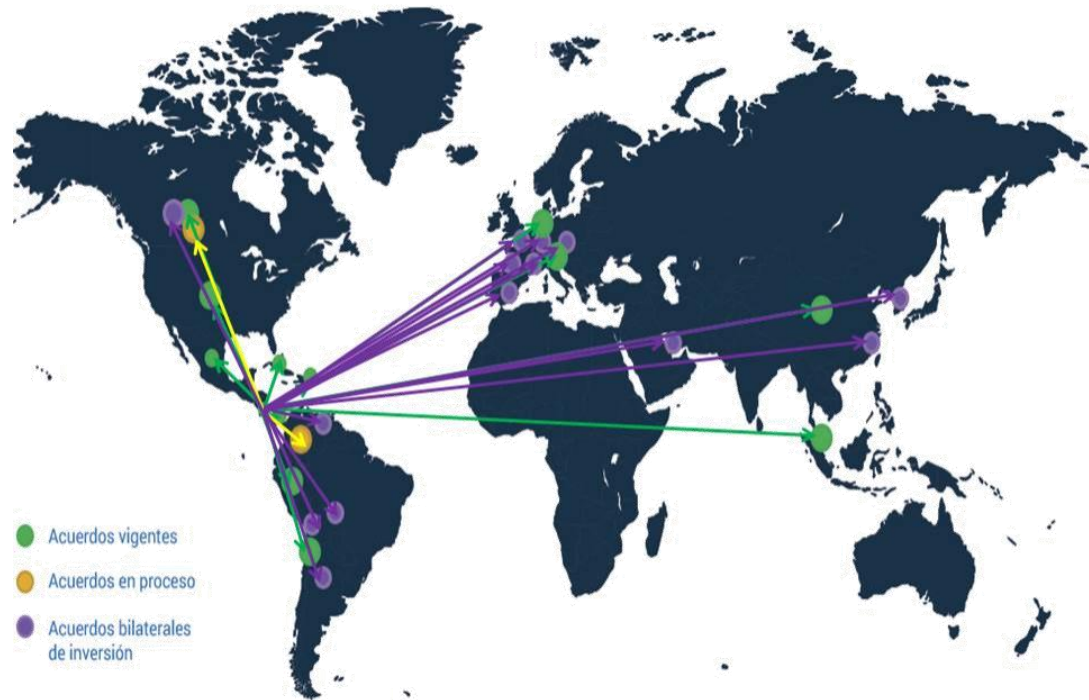 Acuerdos vigentes
Acuerdos en proceso
Acuerdos bilaterales
de inversión